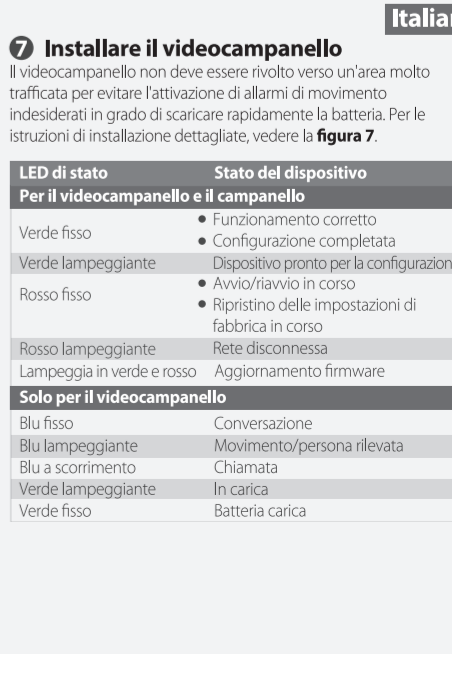 Italian
7 Installare il videocampanello
Il videocampanello non deve essere rivolto verso un'area molto
trafficata per evitare l'attivazione di allarmi di movimento
indesiderati in grado di scaricare rapidamente la batteria. Per le
istruzioni di installazione dettagliate, vedere la figura 7.
LED di stato Stato del dispositivo
Per il videocampanello e il campanello
Verde fisso
● Funzionamento corretto
● Configurazione completata
Verde lampeggiante Dispositivo pronto per la configurazion
Rosso fisso
● Avvio/riavvio in corso
● Ripristino delle impostazioni di
fabbrica in corso
Rosso lampeggiante Rete disconnessa
Lampeggia in verde e rosso Aggiornamento firmware
Solo per il videocampanello
Blu fisso Conversazione
Blu lampeggiante Movimento/persona rilevata
Blu a scorrimento Chiamata
Verde lampeggiante In carica
Verde fisso Batteria carica